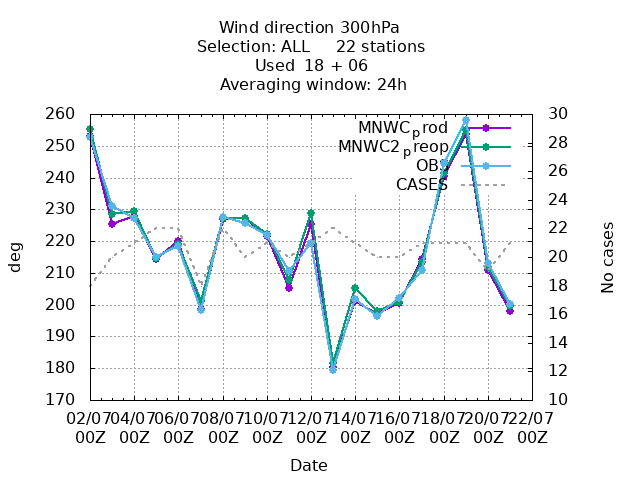 Wind direction 300hPa
Selection: ALL     22 stations
Used  18 + 06
Averaging window: 24h
260 30
MNWCprod
MNWC2preop
OBS
CASES
250
240
230
220
210
200
190
180
170
28
26
24
22
20
18
16
14
12
10
deg
No cases
02/07 04/07 06/07 08/07 10/07 12/07 14/07 16/07 18/07 20/07 22/07
00Z 00Z 00Z 00Z 00Z 00Z 00Z 00Z 00Z 00Z 00Z
Date